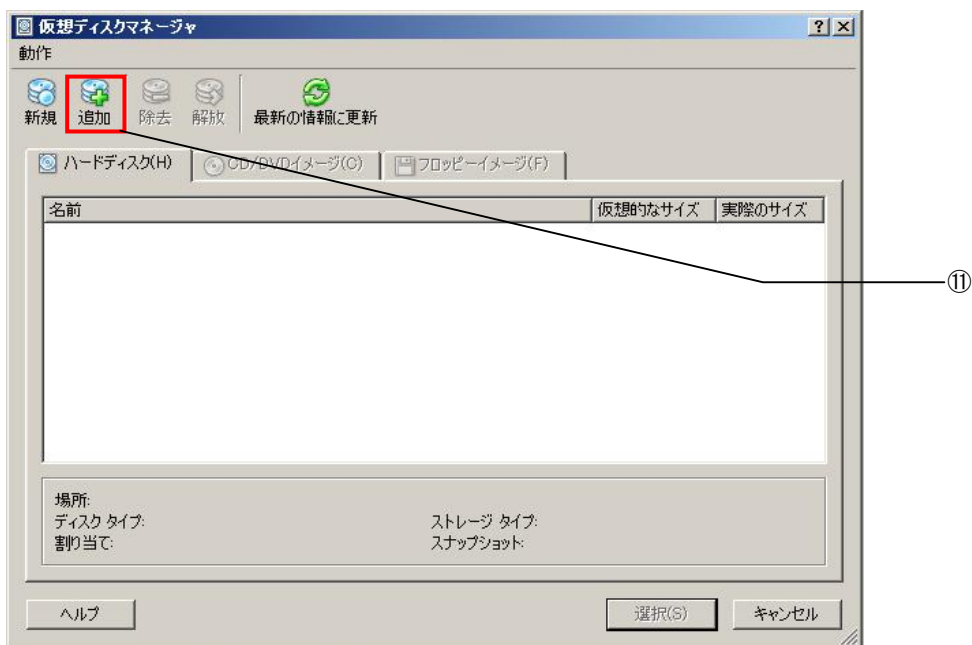 仮想ディスクマネージャ
動作
新規 追加 除去 解放 最新の情報に更新
ハードディスク(H) CD/DVDイメージ(C) フロッピーイメージ(F)
名前 仮想的なサイズ 実際のサイズ
⑪
場所:
ディスク タイプ: ストレージ タイプ:
割り当て: スナップショット:
ヘルプ 選択(S) キャンセル